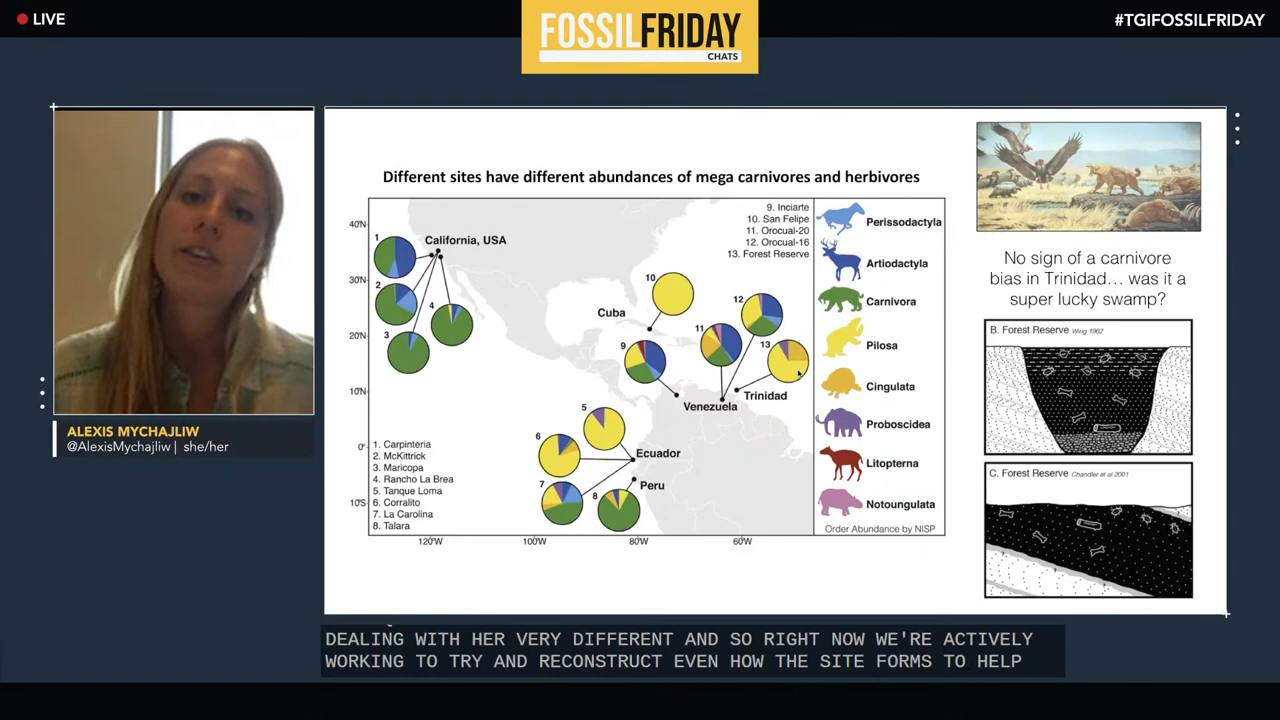 LIVE
FOSSILFRIDAY
CHATS
#TGIFOSSILFRIDAY
ALEXIS MYCHAJLIW
@AlexisMychajliw | she/her
Different sites have different abundances of mega carnivores and herbivores
40°N
30°N
20°N
10°N
0°
10°S
120°W
100°W
80°W
60°W
California, USA
1
2
3
4
Cuba
10
9
11
12
13
Venezuela
Trinidad
5
6
7
8
Ecuador
Peru
9. Inciarte
10. San Felipe
11. Orocual-20
12. Orocual-16
13. Forest Reserve
1. Carpinteria
2. McKittrick
3. Maricopa
4. Rancho La Brea
5. Tanque Loma
6. Corralito
7. La Carolina
8. Talara
Perissodactyla
Artiodactyla
Carnivora
Pilosa
Cingulata
Proboscidea
Litopterna
Notoungulata
Order Abundance by NISP
No sign of a carnivore
bias in Trinidad... was it a
super lucky swamp?
B. Forest Reserve Wing 1962
C. Forest Reserve Chandler et al 2001
DEALING WITH HER VERY DIFFERENT AND SO RIGHT NOW WE'RE ACTIVELY
WORKING TO TRY AND RECONSTRUCT EVEN HOW THE SITE FORMS TO HELP